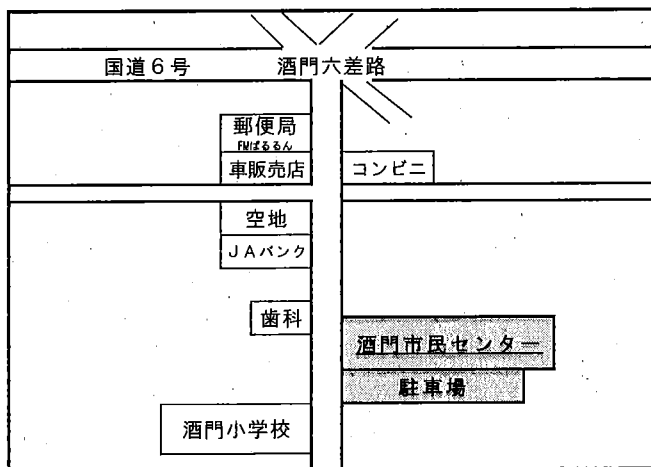 国道6号
酒門六差路
郵便局
FMぱるるん
車販売店
コンビニ
空地
JAバンク
歯科
酒門市民センター
駐車場
酒門小学校